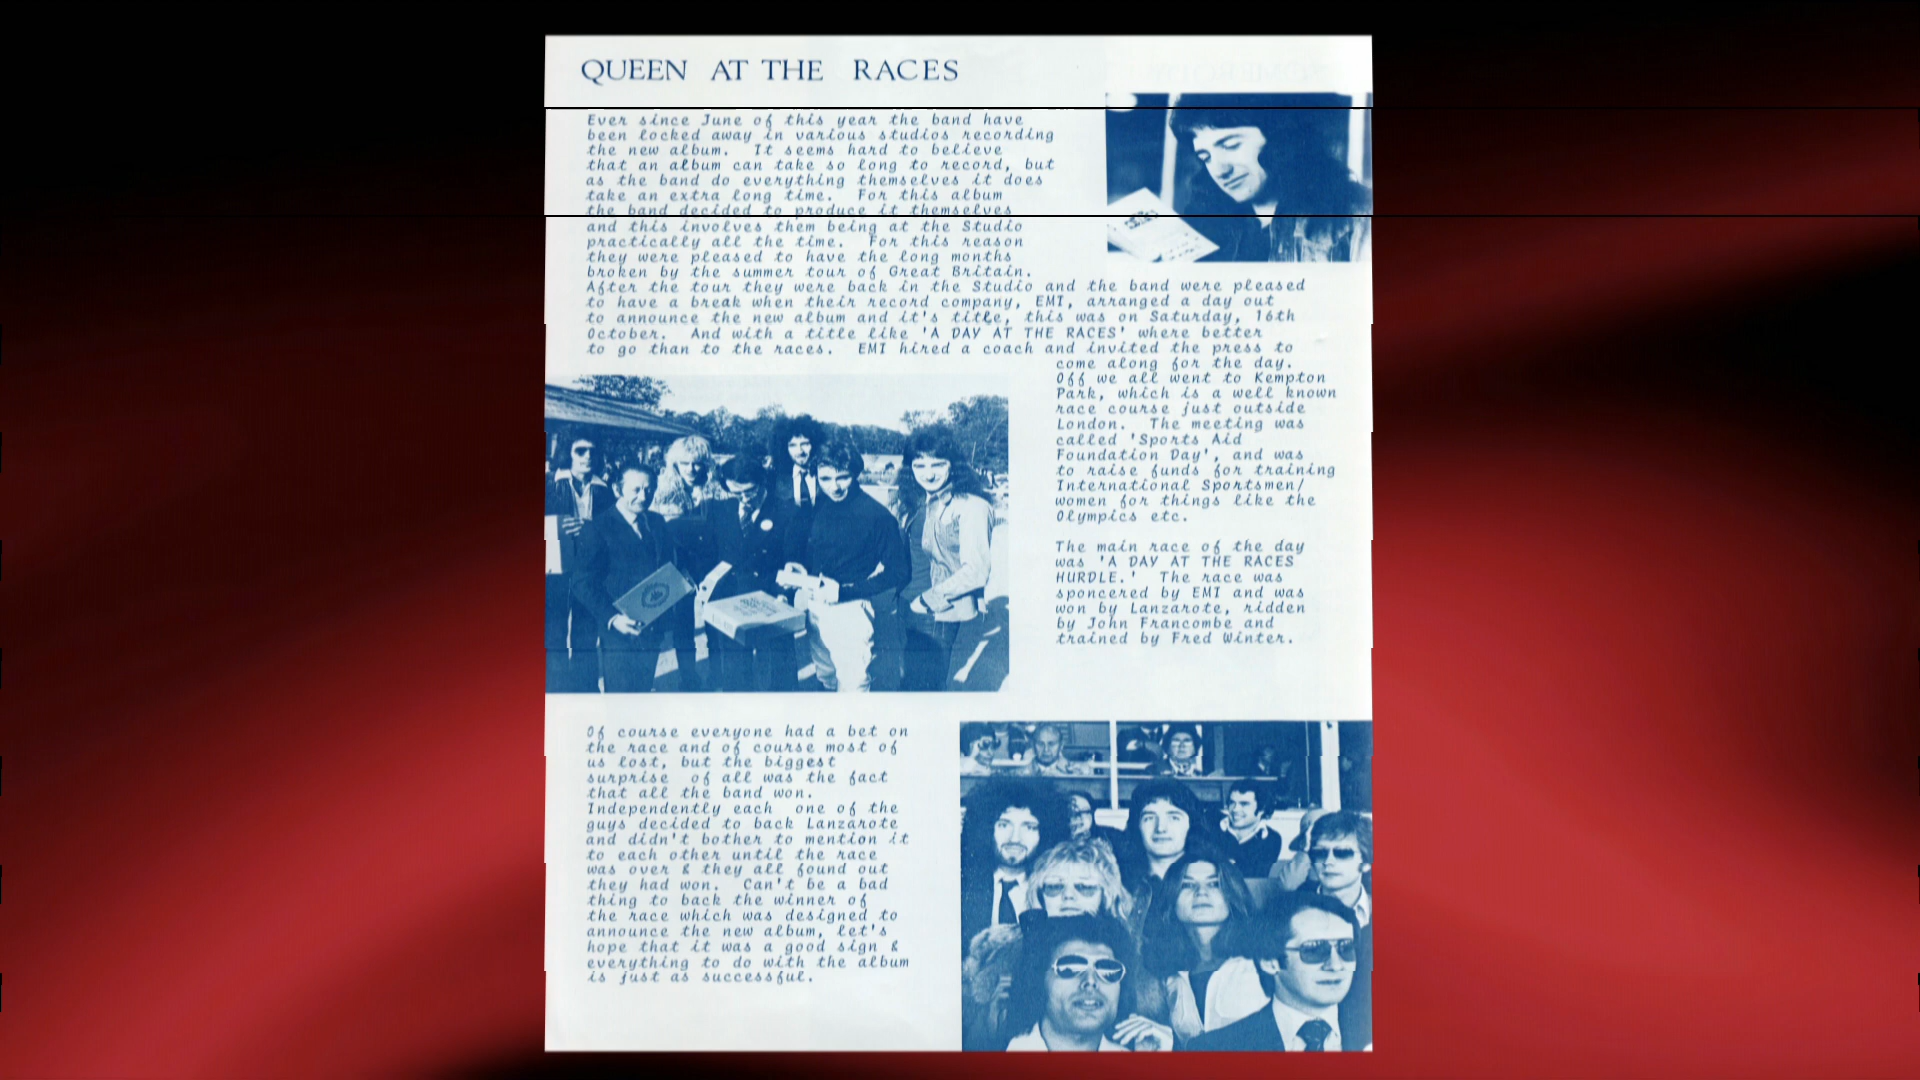 QUEEN AT THE RACES
Ever since June of this year the band have
been locked away in various studios recording
the new album. It seems hard to believe
that an album can take so long to record, but
as the band do everything themselves it does
take an extra long time. For this album
the band decided to produce it themselves
and this involves them being at the Studio
practically all the time. For this reason
they were pleased to have the long months
broken by the summer tour of Great Britain.
After the tour they were back in the Studio and the band were pleased
to have a break when their record company, EMI, arranged a day out
to announce the new album and it's title, this was on Saturday, 16th
October. And with a title like 'A DAY AT THE RACES' where better
to go than to the races. EMI hired a coach and invited the press to
come along for the day.
Off we all went to Kempton
Park, which is a well known
race course just outside
London. The meeting was
called 'Sports Aid
Foundation Day', and was
to raise funds for training
International Sportsmen/
women for things like the
Olympics etc.
The main race of the day
was 'A DAY AT THE RACES
HURDLE.' The race was
sponcered by EMI and was
won by Lanzarote, ridden
by John Francombe and
trained by Fred Winter.
Of course everyone had a bet on
the race and of course most of
us lost, but the biggest
surprise of all was the fact
that all the band won.
Independently each one of the
guys decided to back Lanzarote
and didn't bother to mention it
to each other until the race
was over & they all found out
they had won. Can't be a bad
thing to back the winner of
the race which was designed to
announce the new album, let's
hope that it was a good sign &
everything to do with the album
is just as successful.